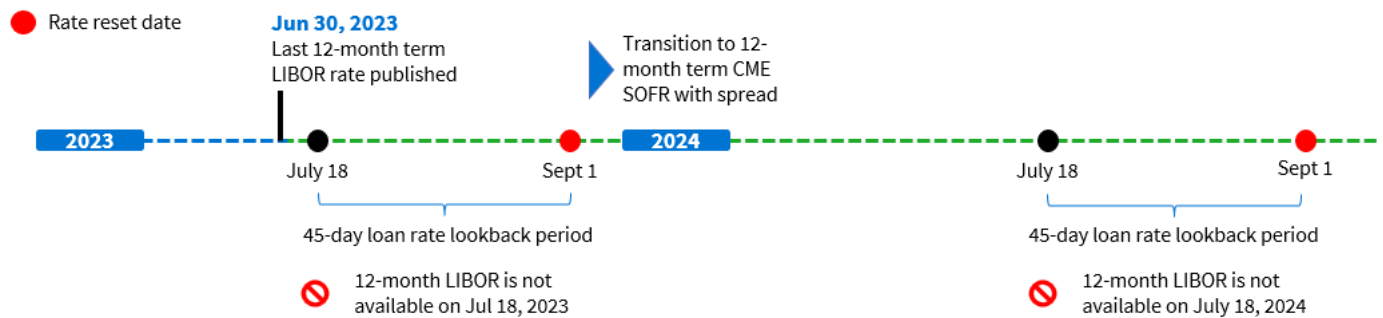 Rate reset date
Jun 30, 2023
Last 12-month term
LIBOR rate published
Transition to 12-
month term CME
SOFR with spread
2023
2024
July 18
Sept 1
July 18
Sept 1
45-day loan rate lookback period
45-day loan rate lookback period
12-month LIBOR is not
available on Jul 18, 2023
12-month LIBOR is not
available on July 18, 2024